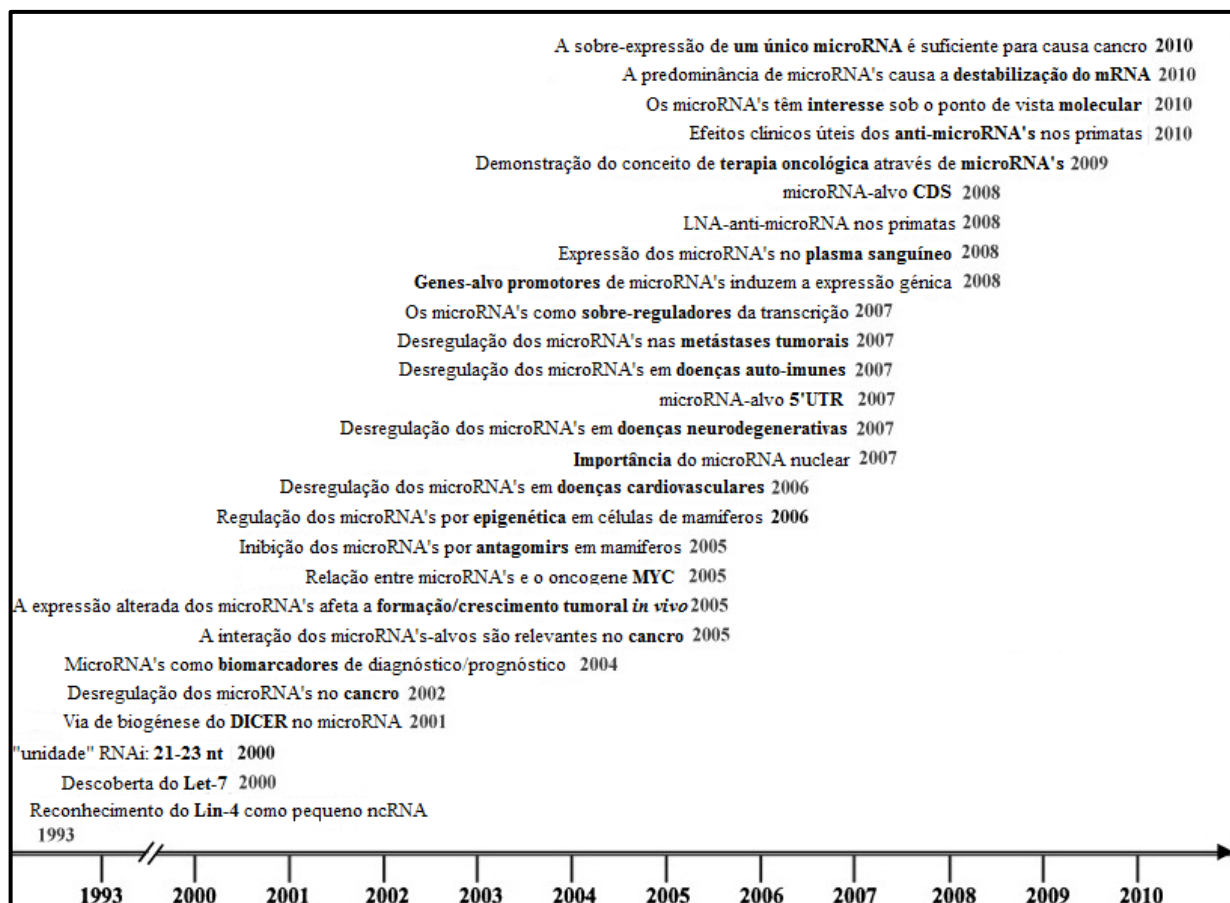 A sobre-expressão de um único microRNA é suficiente para causa cancro 2010
A predominância de microRNA's causa a destabilização do mRNA 2010
Os microRNA's têm interesse sob o ponto de vista molecular 2010
Efeitos clínicos úteis dos anti-microRNA's nos primatas 2010
Demonstração do conceito de terapia oncológica através de microRNA's 2009
microRNA-alvo CDS 2008
LNA-anti-microRNA nos primatas 2008
Expressão dos microRNA's no plasma sanguíneo 2008
Genes-alvo promotores de microRNA's induzem a expressão génica 2008
Os microRNA's como sobre-reguladores da transcrição 2007
Desregulação dos microRNA's nas metástases tumorais 2007
Desregulação dos microRNA's em doenças auto-imunes 2007
microRNA-alvo 5'UTR 2007
Desregulação dos microRNA's em doenças neurodegenerativas 2007
Importância do microRNA nuclear 2007
Desregulação dos microRNA's em doenças cardiovasculares 2006
Regulação dos microRNA's por epigenética em células de mamíferos 2006
Inibição dos microRNA's por antagomirs em mamíferos 2005
Relação entre microRNA's e o oncogene MYC 2005
A expressão alterada dos microRNA's afeta a formação/crescimento tumoral in vivo 2005
A interação dos microRNA's-alvos são relevantes no cancro 2005
MicroRNA's como biomarcadores de diagnóstico/prognóstico 2004
Desregulação dos microRNA's no cancro 2002
Via de biogénese do DICER no microRNA 2001
"unidade" RNAi: 21-23 nt 2000
Descoberta do Let-7 2000
Reconhecimento do Lin-4 como pequeno ncRNA
1993
1993 2000 2001 2002 2003 2004 2005 2006 2007 2008 2009 2010